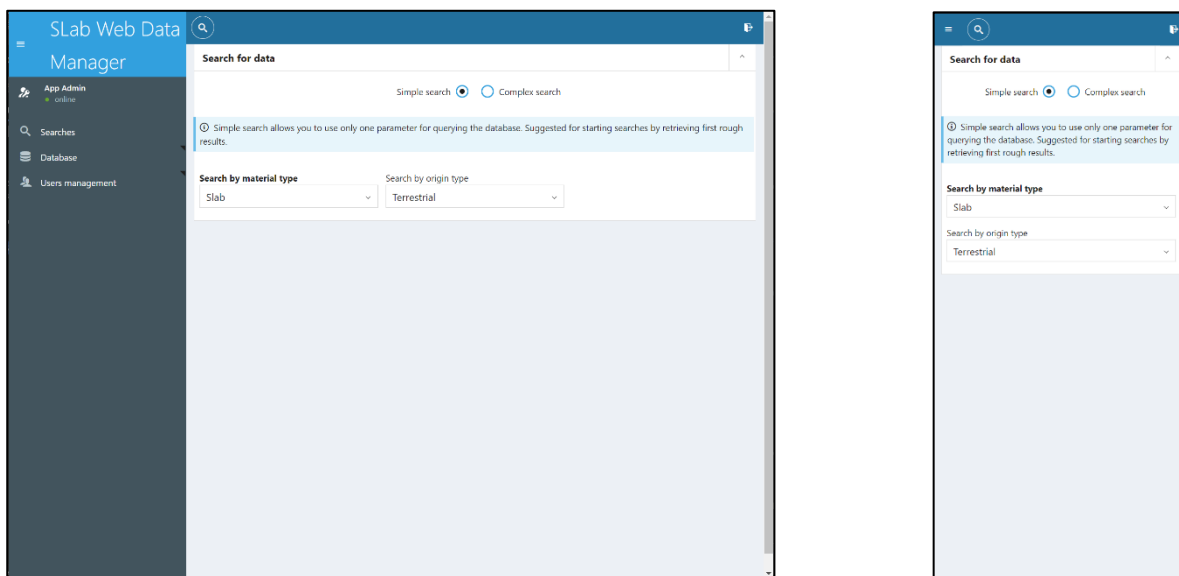 SLab Web Data
Manager
App Admin
online
Searches
Database
Users management
Search for data
Simple search Complex search
Simple search allows you to use only one parameter for querying the database. Suggested for starting searches by retrieving first rough
results.
Search by material type Search by origin type
Slab Terrestrial
Search for data
Simple search Complex search
Simple search allows you to use only one parameter for
querying the database. Suggested for starting searches by
retrieving first rough results.
Search by material type
Slab
Search by origin type
Terrestrial